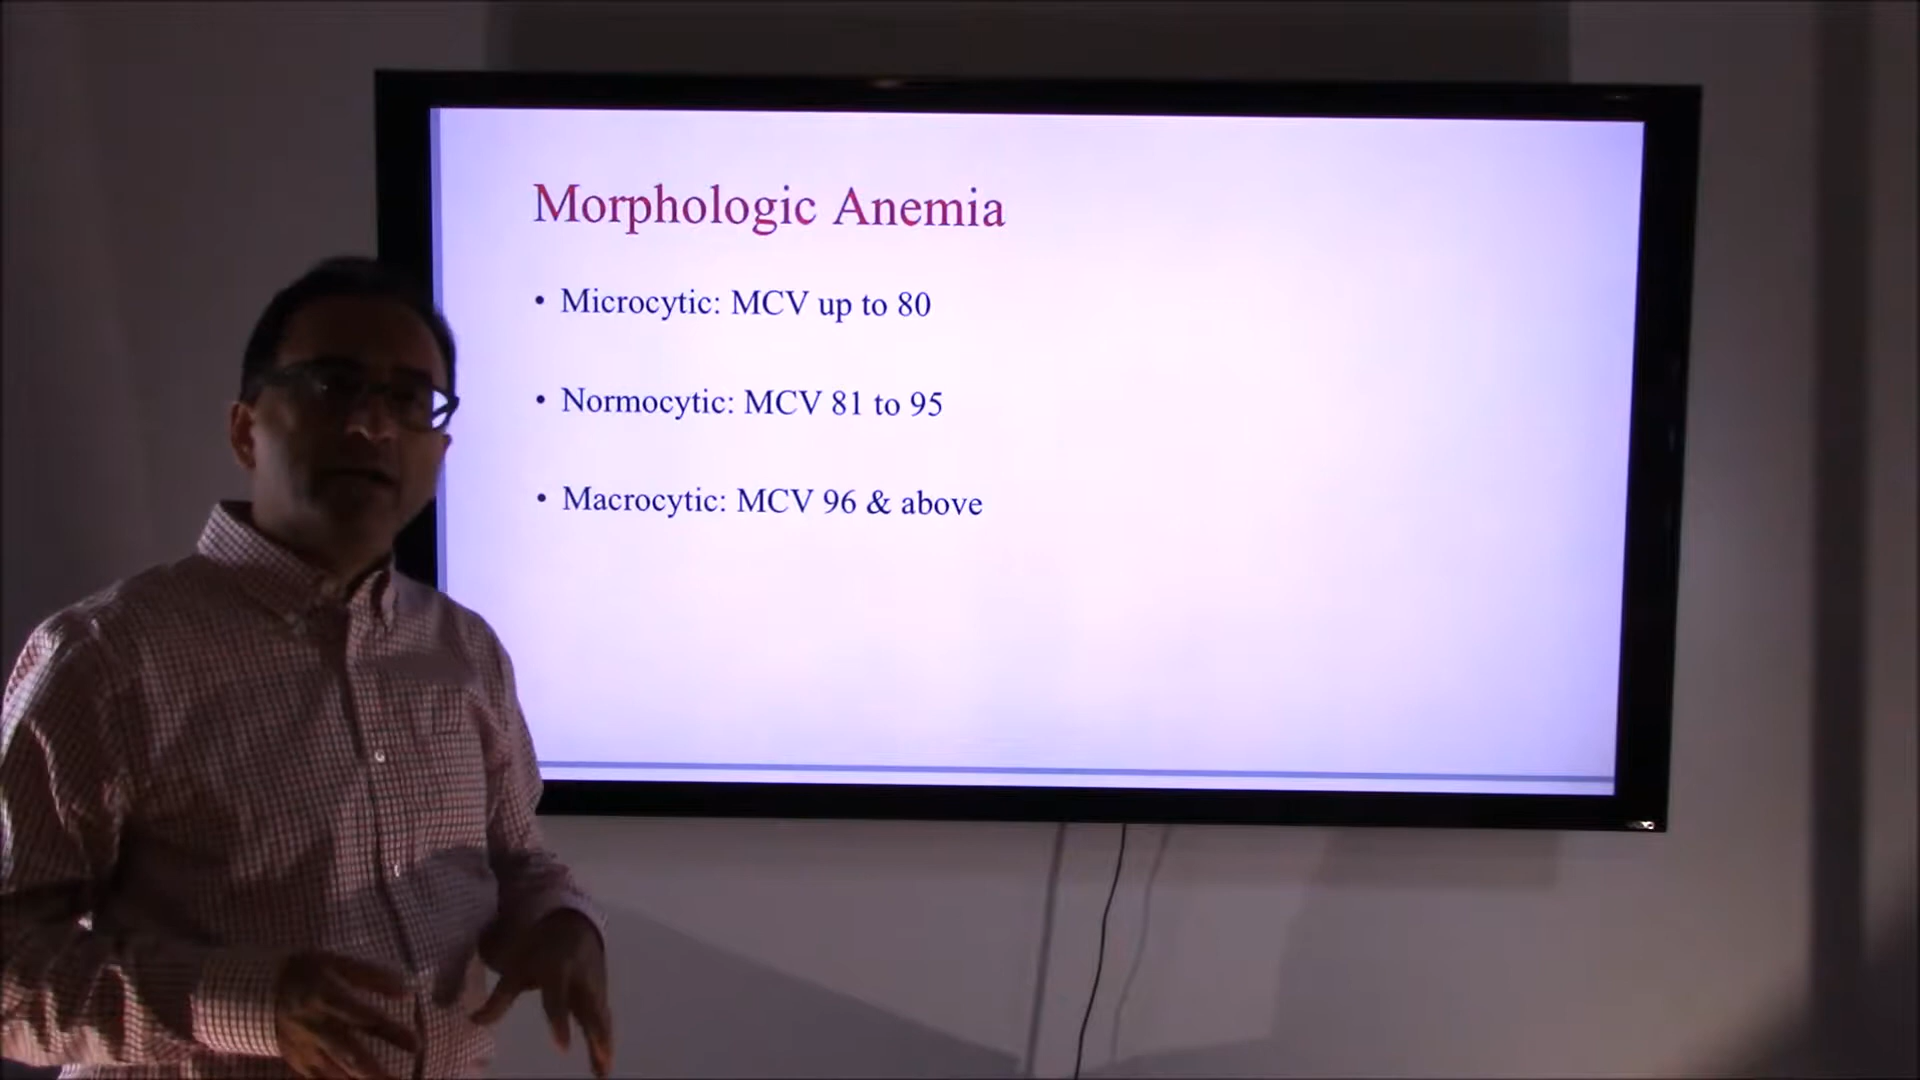 Morphologic Anemia
• Microcytic: MCV up to 80
• Normocytic: MCV 81 to 95
• Macrocytic: MCV 96 & above